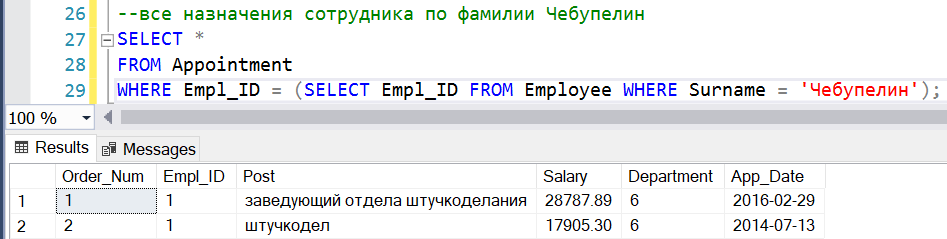 26 --все назначения сотрудника по фамилии Чебупелин
27 SELECT *
28 FROM Appointment
29 WHERE Empl_ID = (SELECT Empl_ID FROM Employee WHERE Surname = 'Чебупелин');
100 %
Results Messages
Order_Num Empl_ID Post Salary Department App_Date
1 1 1 заведующий отдела штучкоделания 28787.89 6 2016-02-29
2 2 1 штучкодел 17905.30 6 2014-07-13